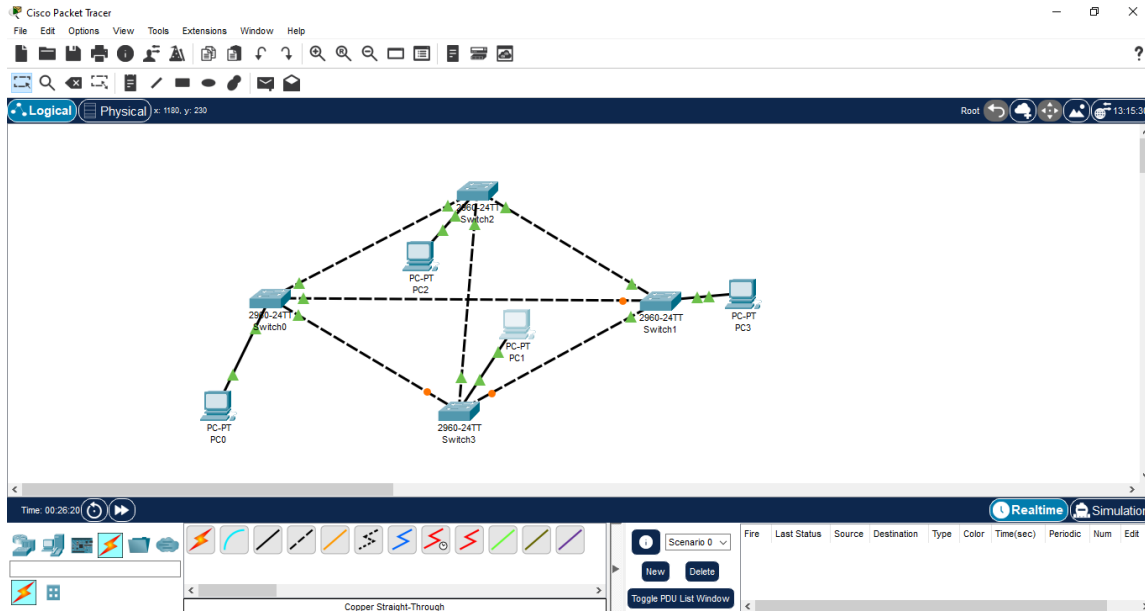 Cisco Packet Tracer
File Edit Options View Tools Extensions Window Help
?
Logical Physical x: 1180, y: 230 Root 13:15:30
2960-24TT
Switch2
PC-PT
PC2
2960-24TT
Switch0
2960-24TT
Switch1
PC-PT
PC3
PC-PT
PC1
PC-PT
PC0
2960-24TT
Switch3
Time: 00:26:20 Realtime Simulation
Scenario 0
New Delete
Toggle PDU List Window
Fire Last Status Source Destination Type Color Time(sec) Periodic Num Edit
Copper Straight-Through